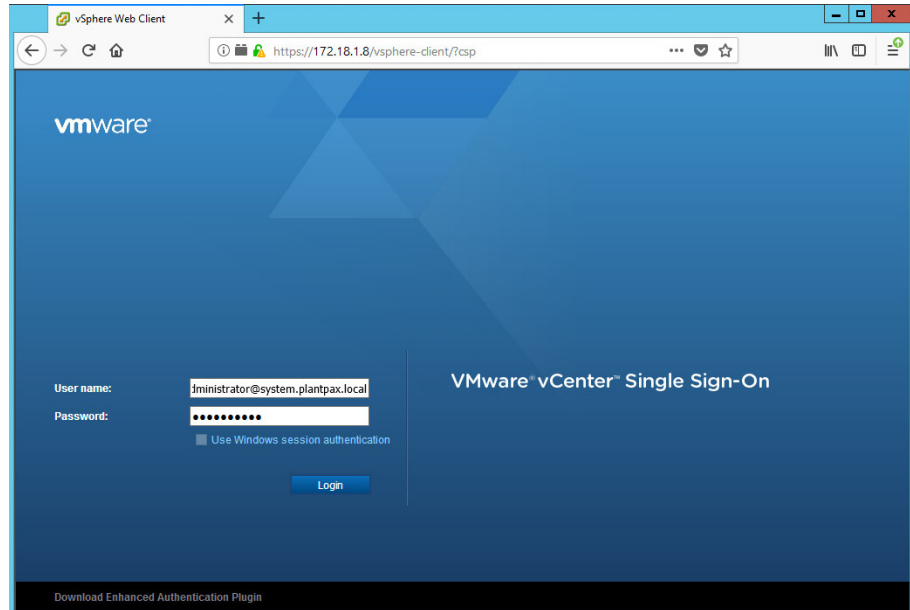 vSphere Web Client
https://172.18.1.8/vsphere-client/?csp
vmware®
User name:
dministrator@system.plantpax.local
Password:
Use Windows session authentication
Login
VMware® vCenter™ Single Sign-On
Download Enhanced Authentication Plugin